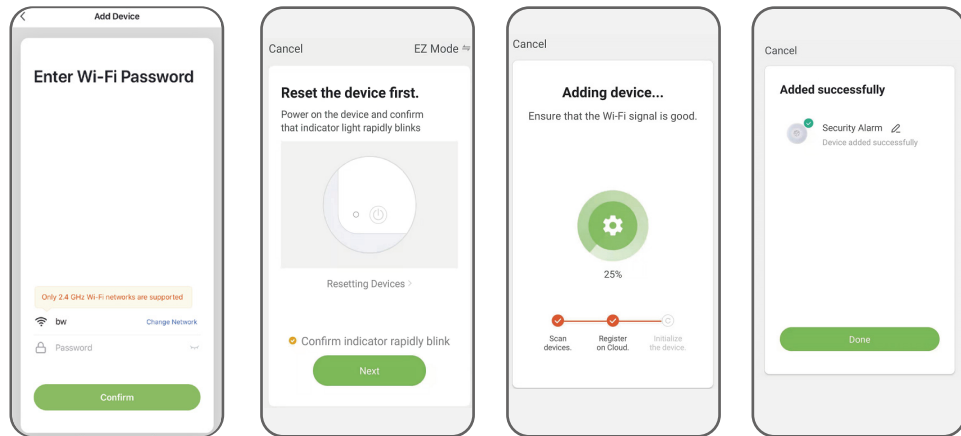 Add Device
Enter Wi-Fi Password
Only 2.4 GHz Wi-Fi networks are supported
bw
Change Network
Password
Confirm
Cancel
EZ Mode
Reset the device first.
Power on the device and confirm
that indicator light rapidly blinks
Resetting Devices
Confirm indicator rapidly blink
Next
Cancel
Adding device...
Ensure that the Wi-Fi signal is good.
25%
Scan
devices.
Register
on Cloud.
Initialize
the device.
Cancel
Added successfully
Security Alarm
Device added successfully
Done